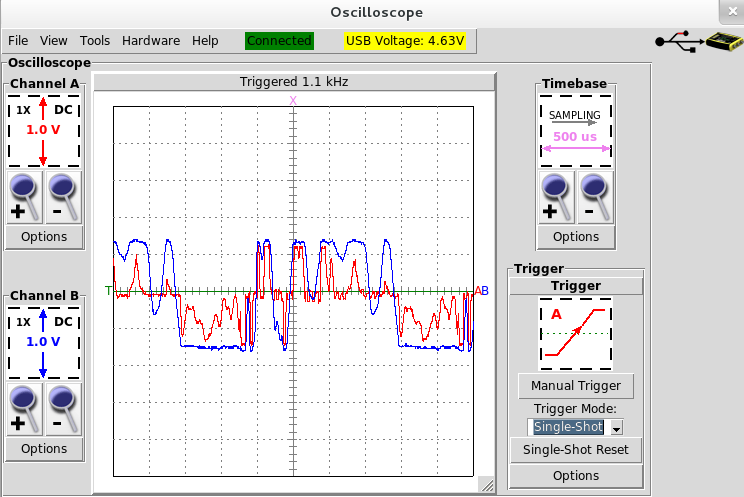 Oscilloscope
File View Tools Hardware Help Connected USB Voltage: 4.63V
Oscilloscope
Channel A
1X DC
1.0 V
+ -
Options
Channel B
1X DC
1.0 V
+ -
Options
Triggered 1.1 kHz
X
T
A B
Timebase
SAMPLING
500 us
+ -
Options
Trigger
Trigger
A
Manual Trigger
Trigger Mode:
Single-Shot
Single-Shot Reset
Options